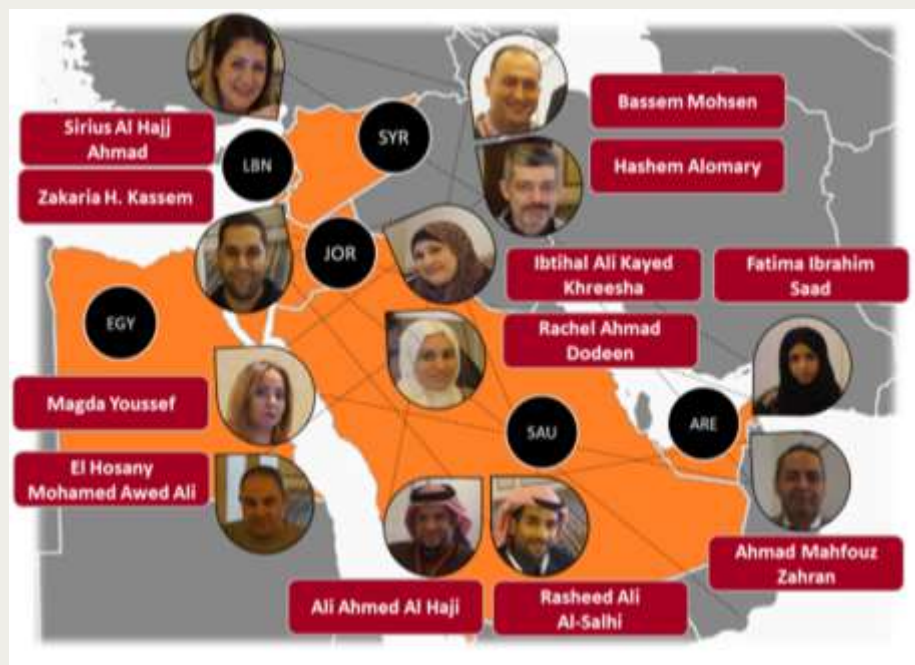 Bassem Mohsen
Sirius Al Hajj
Ahmad
SYR
LBN
Hashem Alomary
Zakaria H. Kassem
JOR
Ibtihal Ali Kayed
Khreesha
Fatima Ibrahim
Saad
EGY
Rachel Ahmad
Dodeen
Magda Youssef
SAU
ARE
El Hosany
Mohamed Awed Ali
Ahmad Mahfouz
Zahran
Ali Ahmed Al Haji
Rasheed Ali
Al-Salhi